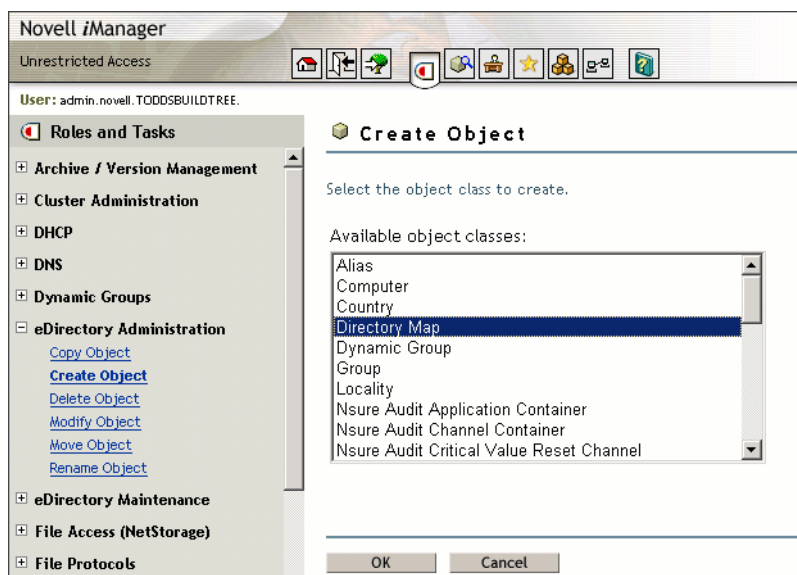 Novell iManager
Unrestricted Access
User: admin.novell.TODDSBUILDTREE.
Roles and Tasks
Archive / Version Management
Cluster Administration
DHCP
DNS
Dynamic Groups
eDirectory Administration
Copy Object
Create Object
Delete Object
Modify Object
Move Object
Rename Object
eDirectory Maintenance
File Access (NetStorage)
File Protocols
Create Object
Select the object class to create.
Available object classes:
Alias
Computer
Country
Directory Map
Dynamic Group
Group
Locality
Nsure Audit Application Container
Nsure Audit Channel Container
Nsure Audit Critical Value Reset Channel
OK
Cancel